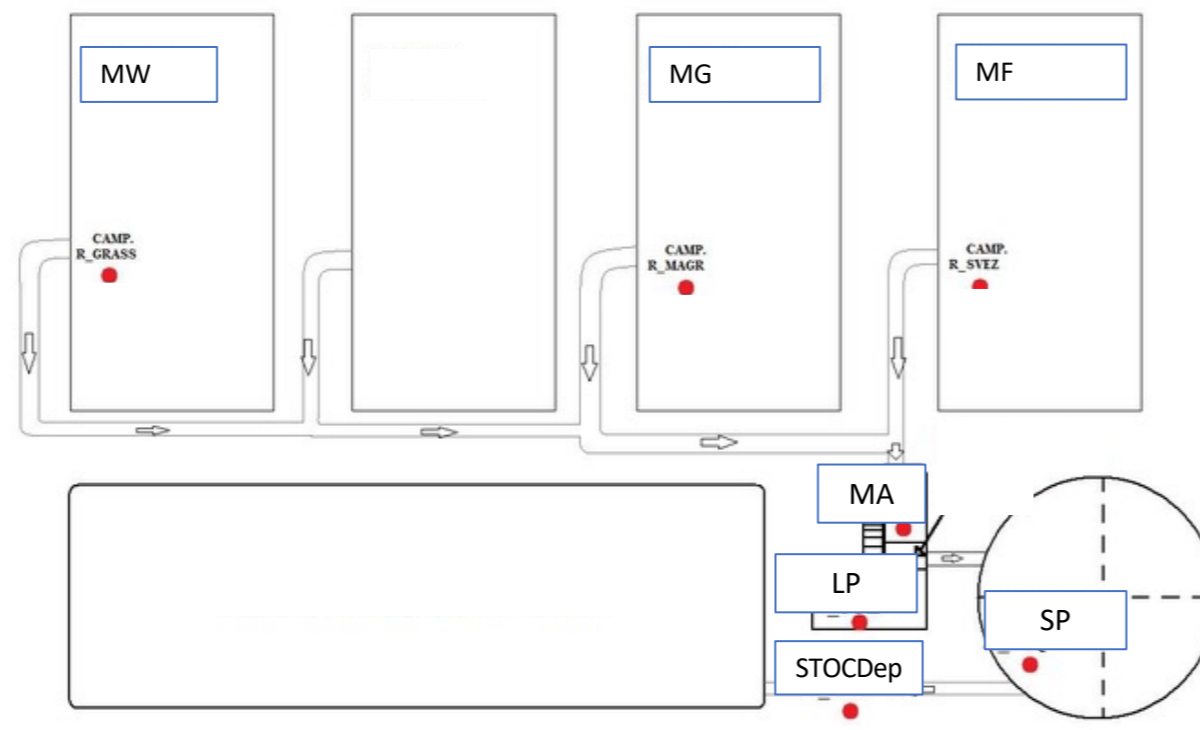 MW
MG
MF
CAMP.
R_GRASS
CAMP.
R_MAGR
CAMP.
R_SVEZ
MA
LP
SP
STOCDep